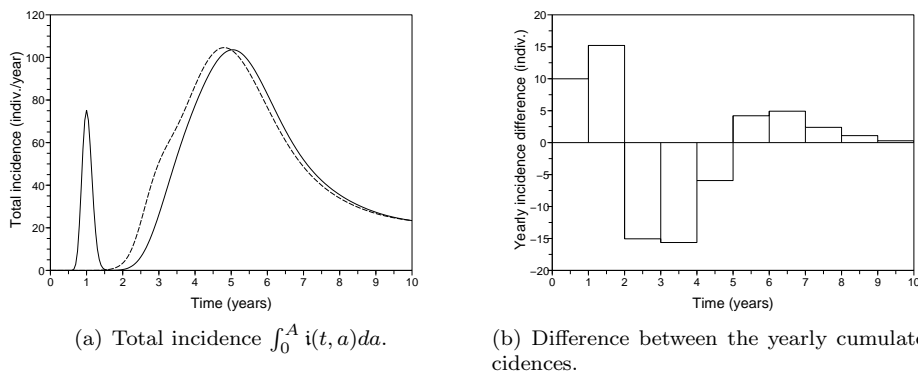 120
100
80
60
40
20
0
Total incidence (indiv./year)
0 1 2 3 4 5 6 7 8 9 10
Time (years)
(a) Total incidence ∫₀ᴬ i(t, a)da.
20
15
10
5
0
−5
−10
−15
−20
Yearly incidence difference (indiv.)
0 1 2 3 4 5 6 7 8 9 10
Time (years)
(b) Difference between the yearly cumulate
cidences.